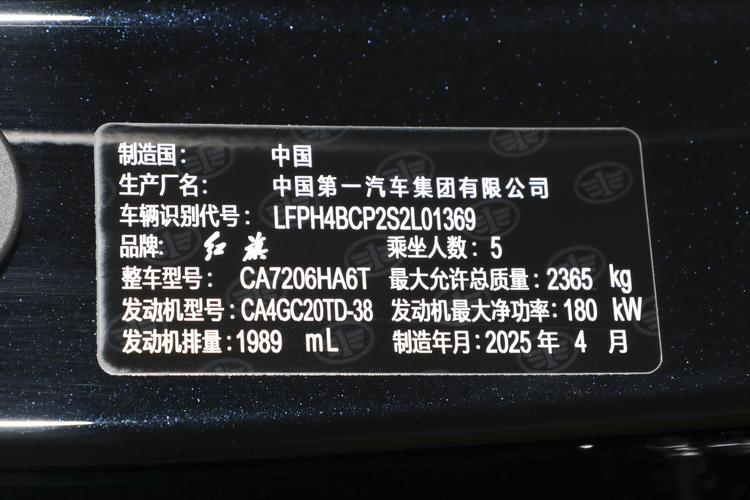 制造国： 中国
生产厂名： 中国第一汽车集团有限公司
车辆识别代号： LFPH4BCP2S2L01369
品牌： 红旗 乘坐人数：5
整车型号： CA7206HA6T 最大允许总质量：2365 kg
发动机型号：CA4GC20TD-38 发动机最大净功率：180 kW
发动机排量：1989 mL 制造年月：2025 年 4 月